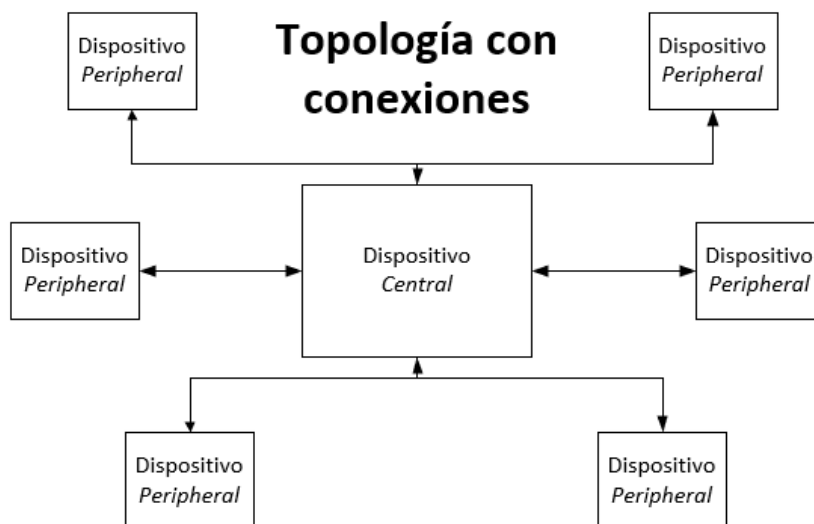 Topología con
conexiones
Dispositivo
Peripheral
Dispositivo
Peripheral
Dispositivo
Peripheral
Dispositivo
Central
Dispositivo
Peripheral
Dispositivo
Peripheral
Dispositivo
Peripheral